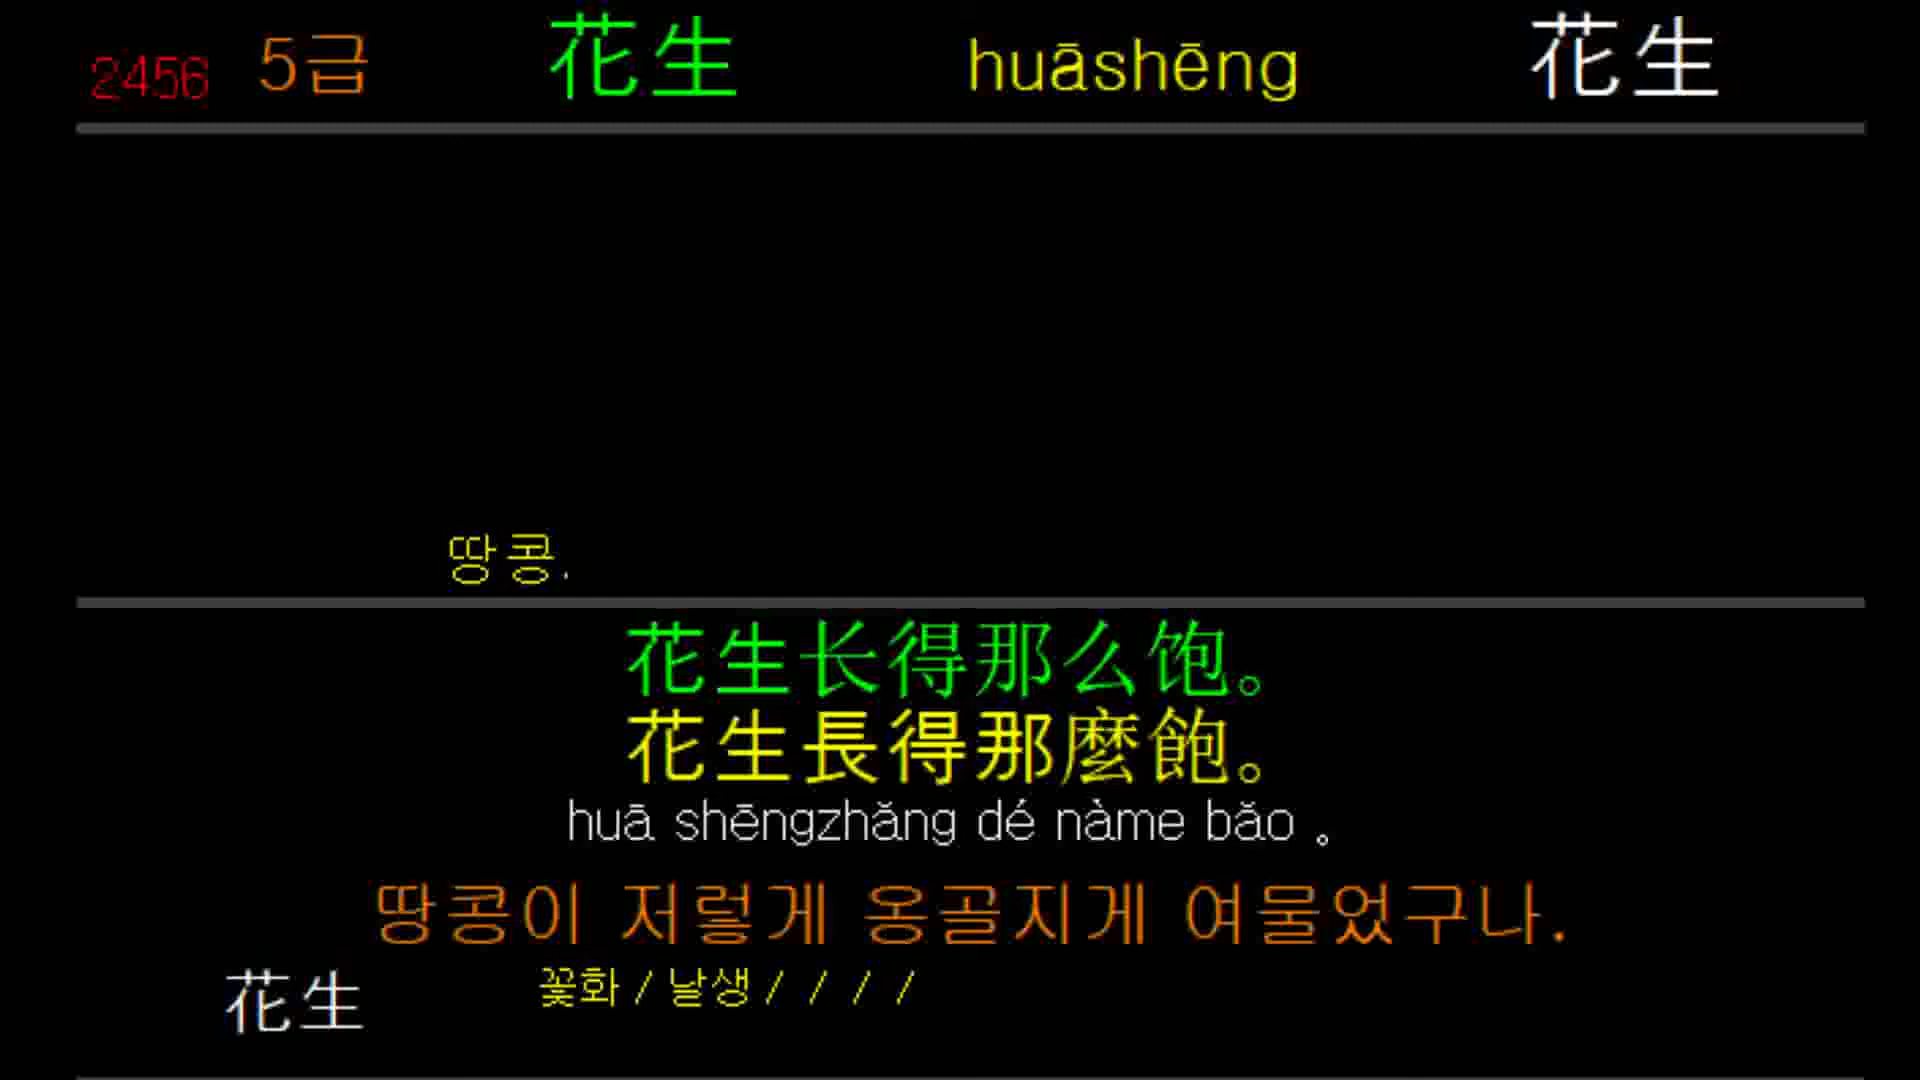 2456 5급 花生 huāshēng 花生
땅콩.
花生长得那么饱。
花生長得那麼飽。
huā shēngzhǎng dé nàme bǎo 。
땅콩이 저렇게 옹골지게 여물었구나.
花生 꽃화 / 날생 / / / /